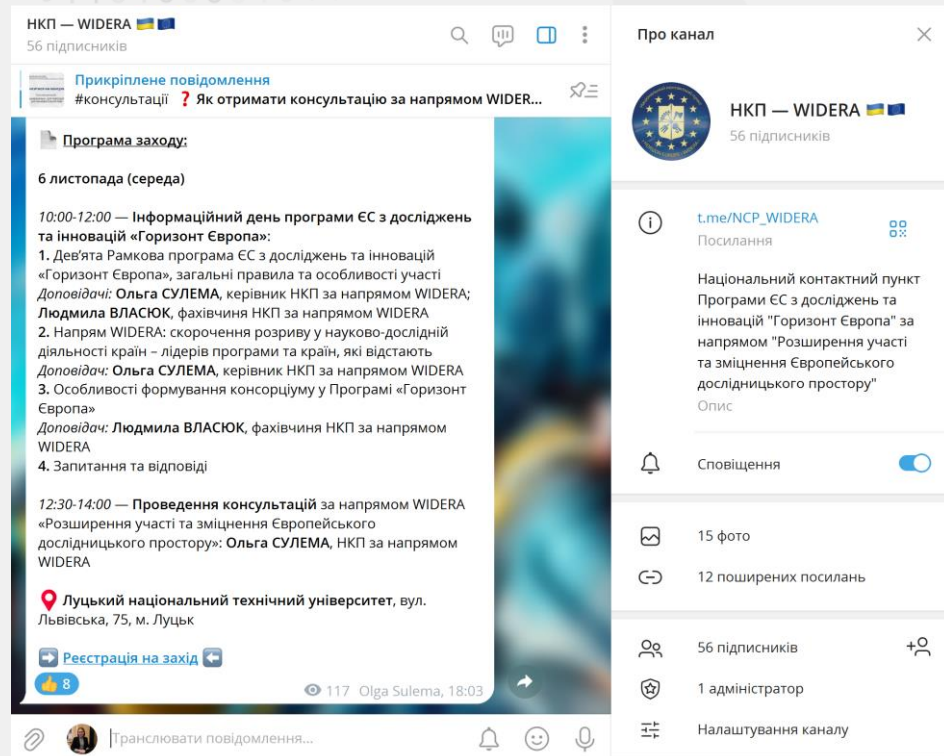 НКП — WIDERA 🇺🇦🇪🇺
56 підписників
Прикріплене повідомлення
#консультації ❓ Як отримати консультацію за напрямом WIDER...
📄 Програма заходу:
6 листопада (середа)
10:00-12:00 — Інформаційний день програми ЄС з досліджень
та інновацій «Горизонт Європа»:
1. Дев'ята Рамкова програма ЄС з досліджень та інновацій
«Горизонт Європа», загальні правила та особливості участі
Доповідачі: Ольга СУЛЕМА, керівник НКП за напрямом WIDERA;
Людмила ВЛАСЮК, фахівчиня НКП за напрямом WIDERA
2. Напрям WIDERA: скорочення розриву у науково-дослідній
діяльності країн – лідерів програми та країн, які відстають
Доповідач: Ольга СУЛЕМА, керівник НКП за напрямом WIDERA
3. Особливості формування консорціуму у Програмі «Горизонт
Європа»
Доповідач: Людмила ВЛАСЮК, фахівчиня НКП за напрямом
WIDERA
4. Запитання та відповіді
12:30-14:00 — Проведення консультацій за напрямом WIDERA
«Розширення участі та зміцнення Європейського
дослідницького простору»: Ольга СУЛЕМА, НКП за напрямом
WIDERA
📍 Луцький національний технічний університет, вул.
Львівська, 75, м. Луцьк
➡️ Реєстрація на захід ⬅️
👍 8
117 Olga Sulema, 18:03
Транслювати повідомлення...
Про канал
НКП — WIDERA 🇺🇦🇪🇺
56 підписників
t.me/NCP_WIDERA
Посилання
Національний контактний пункт
Програми ЄС з досліджень та
інновацій "Горизонт Європа" за
напрямом "Розширення участі
та зміцнення Європейського
дослідницького простору"
Опис
Сповіщення
15 фото
12 поширених посилань
56 підписників
1 адміністратор
Налаштування каналу